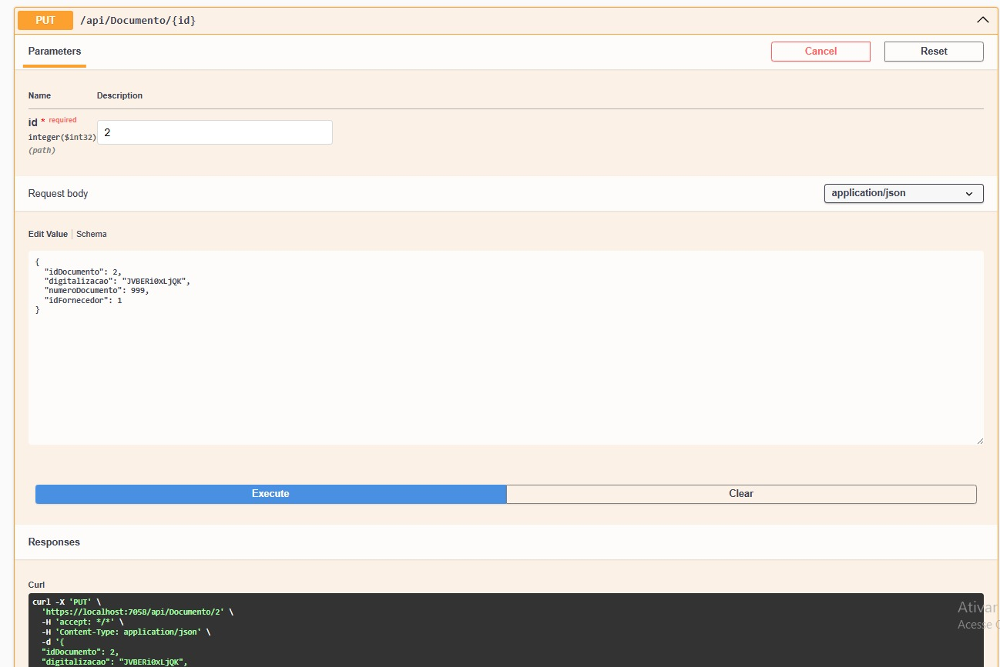 PUT /api/Documento/{id}
Parameters
Cancel
Reset
Name Description
id * required
integer($int32)
(path)
2
Request body
application/json
Edit Value | Schema
{
  "idDocumento": 2,
  "digitalizacao": "JVBERi0xLjQK",
  "numeroDocumento": 999,
  "idFornecedor": 1
}
Execute
Clear
Responses
Curl
curl -X 'PUT' \
  'https://localhost:7058/api/Documento/2' \
  -H 'accept: */*' \
  -H 'Content-Type: application/json' \
  -d '{
  "idDocumento": 2,
  "digitalizacao": "JVBERi0xLjQK",
Ativar
Acesse